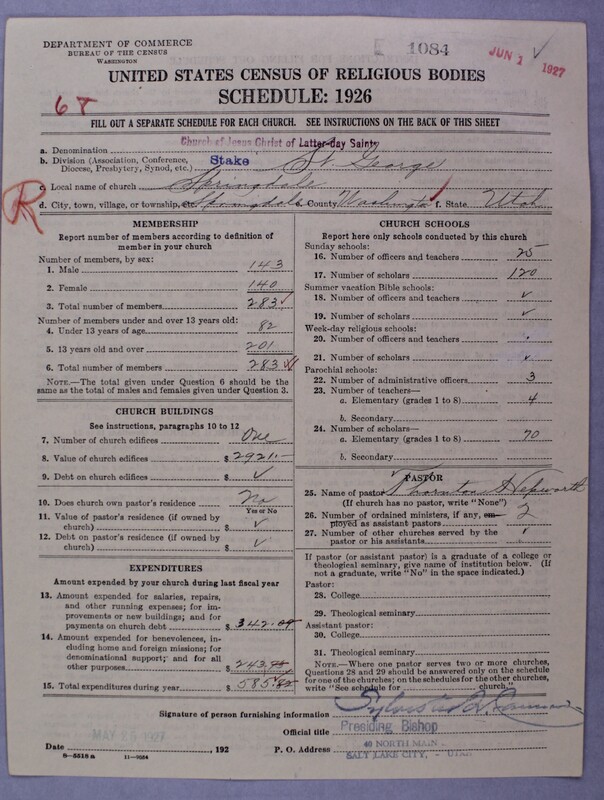 DEPARTMENT OF COMMERCE
BUREAU OF THE CENSUS
WASHINGTON
E 1084
JUN 1 1927
UNITED STATES CENSUS OF RELIGIOUS BODIES
SCHEDULE: 1926
68
FILL OUT A SEPARATE SCHEDULE FOR EACH CHURCH. SEE INSTRUCTIONS ON THE BACK OF THIS SHEET
a. Denomination Church of Jesus Christ of Latter-day Saints
b. Division (Association, Conference, Diocese, Presbytery, Synod, etc.) Stake St George
R
c. Local name of church Springdale
d. City, town, village, or township, etc. Springdale e. County Washington f. State Utah
MEMBERSHIP
Report number of members according to definition of
member in your church
Number of members, by sex:
1. Male 143
2. Female 140
3. Total number of members 283 ✓
Number of members under and over 13 years old:
4. Under 13 years of age 82
5. 13 years old and over 201
6. Total number of members 283 ✓
NOTE.—The total given under Question 6 should be
same as the total of males and females given under Question 3.
CHURCH BUILDINGS
See instructions, paragraphs 10 to 12
7. Number of church edifices One
8. Value of church edifices $ 2921.-
9. Debt on church edifices $ ✓
10. Does church own pastor's residence? No
Yes or No
11. Value of pastor's residence (if owned by
church) $ ✓
12. Debt on pastor's residence (if owned by
church) $ ✓
EXPENDITURES
Amount expended by your church during last fiscal year
13. Amount expended for salaries, repairs,
and other running expenses; for im-
provements or new buildings; and for
payments on church debt $ 342.
14. Amount expended for benevolences, in-
cluding home and foreign missions; for
denominational support; and for all
other purposes $ 243.
15. Total expenditures during year $ 585.
CHURCH SCHOOLS
Report here only schools conducted by this church
Sunday schools:
16. Number of officers and teachers 25
17. Number of scholars 120
Summer vacation Bible schools:
18. Number of officers and teachers ✓
19. Number of scholars ✓
Week-day religious schools:
20. Number of officers and teachers
21. Number of scholars ✓
Parochial schools:
22. Number of administrative officers 3
23. Number of teachers—
a. Elementary (grades 1 to 8) 4
b. Secondary
24. Number of scholars—
a. Elementary (grades 1 to 8) 70
b. Secondary
PASTOR
25. Name of pastor Thornton Hepworth
(If church has no pastor, write "None")
26. Number of ordained ministers, if any, em-
ployed as assistant pastors 2
27. Number of other churches served by the
pastor or his assistants ✓
If pastor (or assistant pastor) is a graduate of a college or
theological seminary, give name of institution below. (If
not a graduate, write "No" in the space indicated.)
Pastor:
28. College
29. Theological seminary
Assistant pastor:
30. College
31. Theological seminary
NOTE.—Where one pastor serves two or more churches,
Questions 28 and 29 should be answered only on the schedule
for one of the churches; on the schedules for the other churches,
write "See schedule for church."
Signature of person furnishing information Sylvester Q. Cannon
Official title Presiding Bishop
MAY 25 1927
Date , 192 P. O. Address 40 NORTH MAIN
SALT LAKE CITY, - UTAH
8—5518 a 11—9554